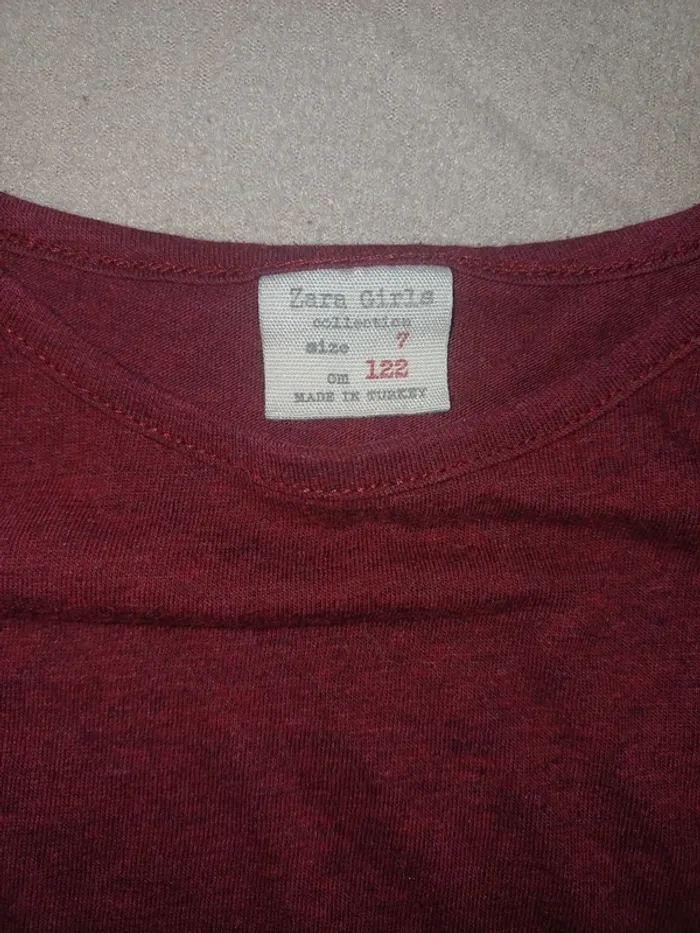 Zara Girls
collection
size 7
cm 122
MADE IN TURKEY